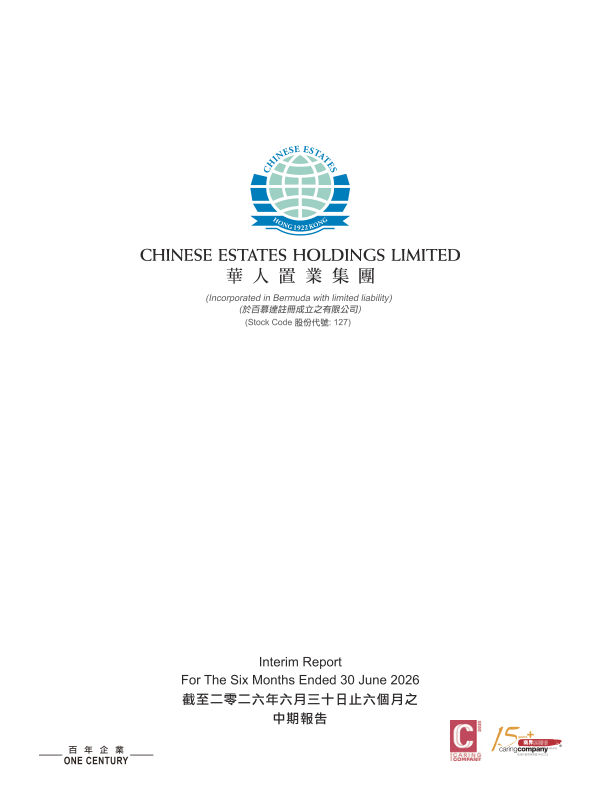 CHINESE ESTATES
HONG 1922 KONG
CHINESE ESTATES HOLDINGS LIMITED
華人置業集團
(Incorporated in Bermuda with limited liability)
(於百慕達註冊成立之有限公司)
(Stock Code 股份代號: 127)
Interim Report
For The Six Months Ended 30 June 2026
截至二零二六年六月三十日止六個月之
中期報告
百年企業
ONE CENTURY
C
CARING
COMPANY
15
caringcompany